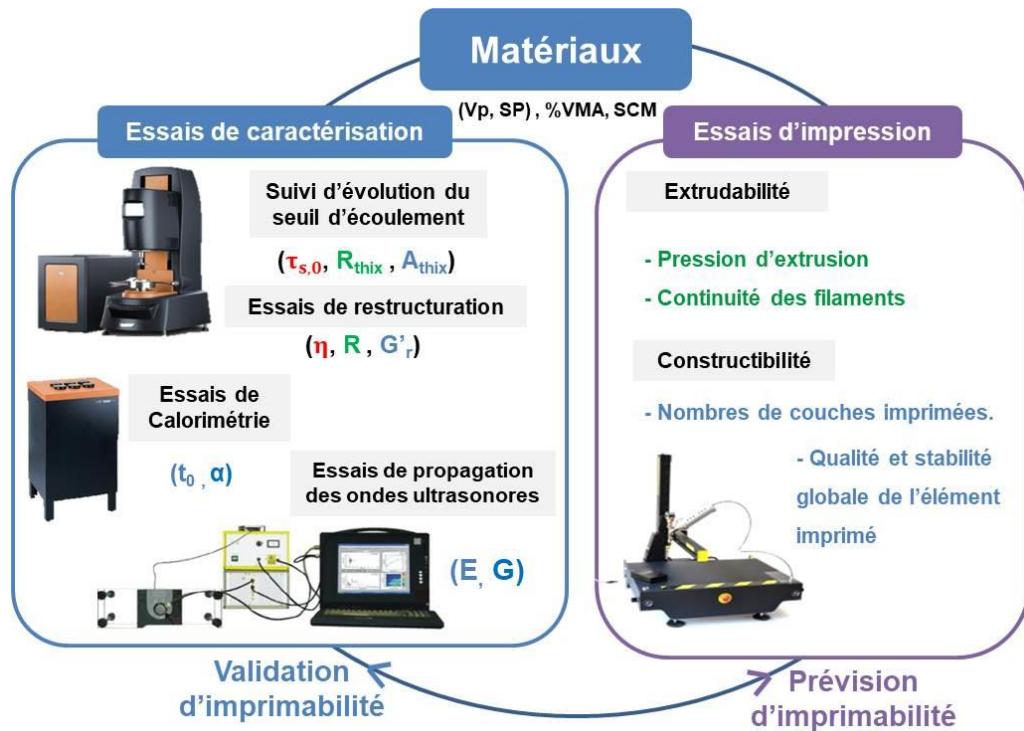 Matériaux
(Vp, SP) , %VMA, SCM
Essais de caractérisation
Suivi d’évolution du
seuil d’écoulement
(τs,0, Rthix , Athix)
Essais de restructuration
(η, R , G’r)
Essais de
Calorimétrie
(t0 , α)
Essais de propagation
des ondes ultrasonores
(E, G)
Validation
d’imprimabilité
Essais d’impression
Extrudabilité
- Pression d’extrusion
- Continuité des filaments
Constructibilité
- Nombres de couches imprimées.
- Qualité et stabilité
globale de l’élément
imprimé
Prévision
d’imprimabilité